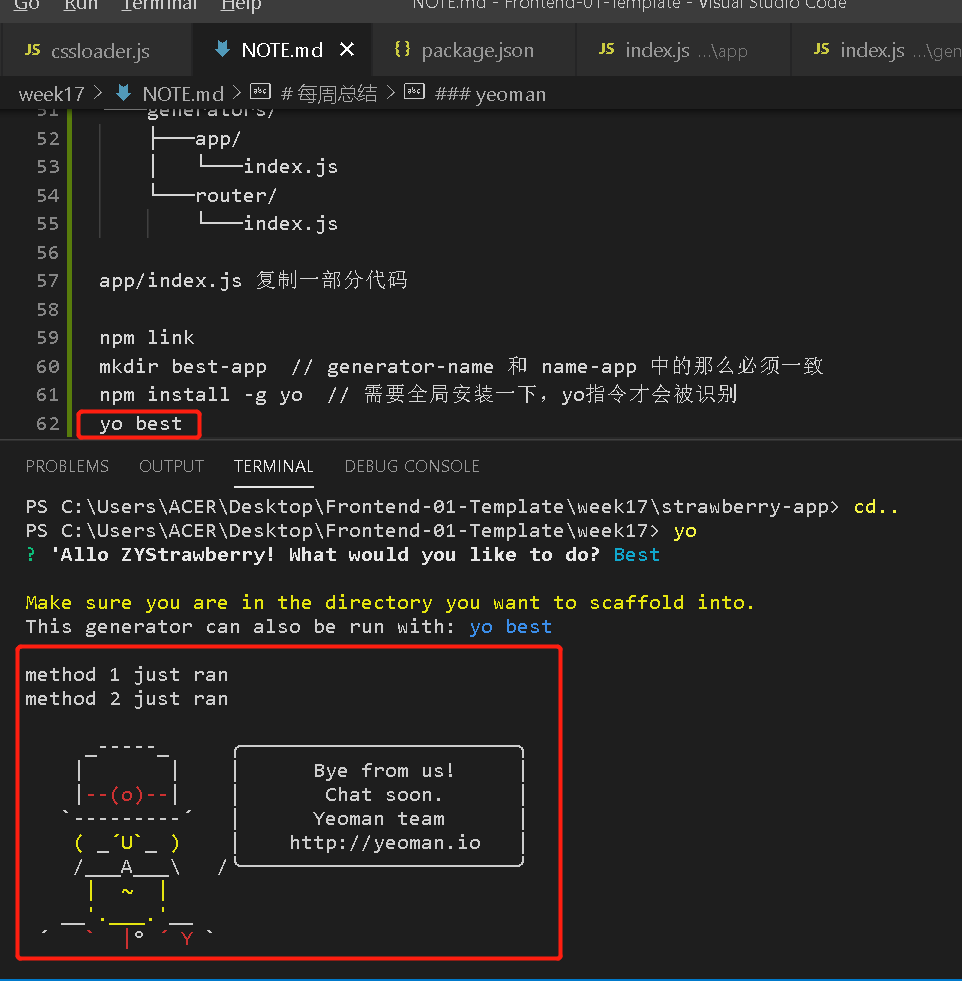 Go Run Terminal Help NOTE.md - Frontend-01-Template - Visual Studio Code
JS cssloader.js NOTE.md × {} package.json JS index.js ...\app JS index.js ...\gen
week17 > NOTE.md > abc # 每周总结 > abc ### yeoman
51 generators/
52 ├───app/
53 │   └───index.js
54 └───router/
55     └───index.js
56
57 app/index.js 复制一部分代码
58
59 npm link
60 mkdir best-app  // generator-name 和 name-app 中的那么必须一致
61 npm install -g yo  // 需要全局安装一下，yo指令才会被识别
62 yo best
PROBLEMS OUTPUT TERMINAL DEBUG CONSOLE
PS C:\Users\ACER\Desktop\Frontend-01-Template\week17\strawberry-app> cd..
PS C:\Users\ACER\Desktop\Frontend-01-Template\week17> yo
? 'Allo ZYStrawberry! What would you like to do? Best
Make sure you are in the directory you want to scaffold into.
This generator can also be run with: yo best
method 1 just ran
method 2 just ran
     _-----_     ╭──────────────────────────╮
    |       |    │      Bye from us!        │
    |--(o)--|    │       Chat soon.         │
   `---------´   │      Yeoman team         │
    ( _´U`_ )    │    http://yeoman.io      │
    /___A___\   /╰──────────────────────────╯
     |  ~  |
   __'.___.'__
 ´   `  |° ´ Y `